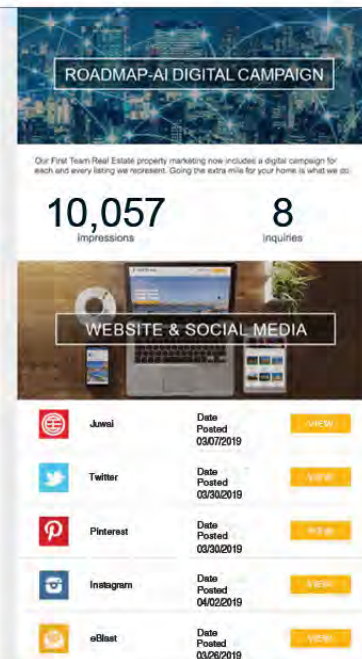 ROADMAP-AI DIGITAL CAMPAIGN
Our First Team Real Estate property marketing now includes a digital campaign for
each and every listing we represent. Going the extra mile for your home is what we do.
10,057
impressions
8
inquiries
WEBSITE & SOCIAL MEDIA
Juwai
Date
Posted
03/07/2019
VIEW
Twitter
Date
Posted
03/30/2019
VIEW
Pinterest
Date
Posted
03/30/2019
VIEW
Instagram
Date
Posted
04/02/2019
VIEW
eBlast
Date
Posted
03/26/2019
VIEW